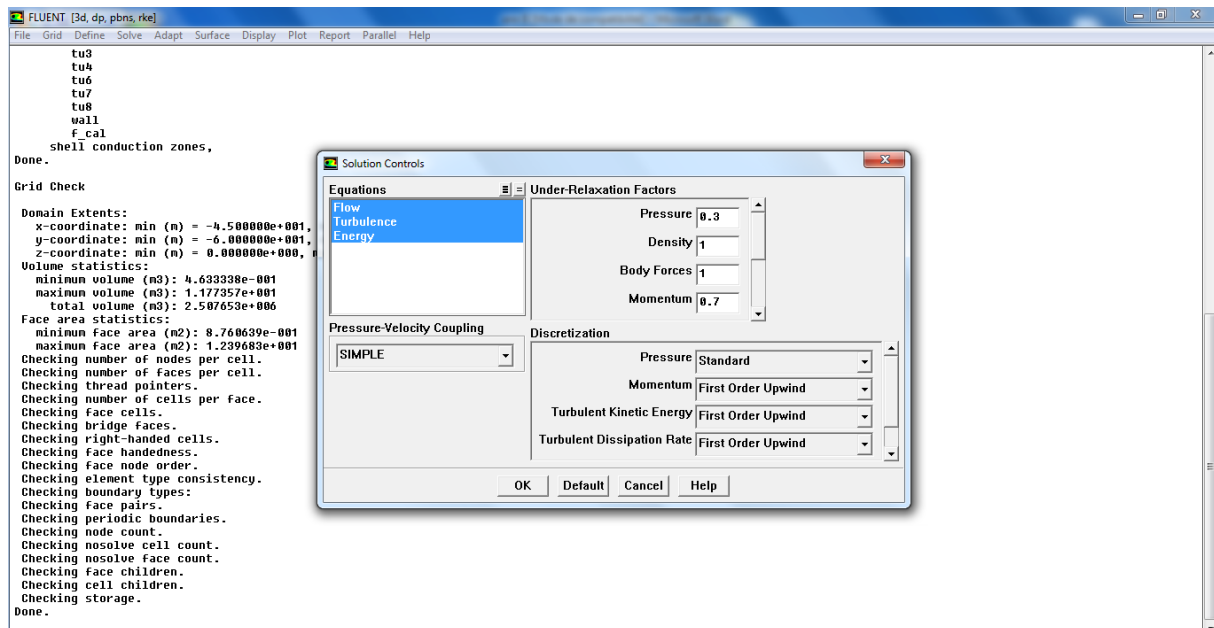 FLUENT [3d, dp, pbns, rke]
File Grid Define Solve Adapt Surface Display Plot Report Parallel Help
tu3
tu4
tu6
tu7
tu8
wall
f_cal
shell conduction zones,
Done.
Grid Check
Domain Extents:
x-coordinate: min (m) = -4.500000e+001,
y-coordinate: min (m) = -6.000000e+001,
z-coordinate: min (m) = 0.000000e+000,
Volume statistics:
minimum volume (m3): 4.633338e-001
maximum volume (m3): 1.177357e+001
total volume (m3): 2.507653e+006
Face area statistics:
minimum face area (m2): 8.760639e-001
maximum face area (m2): 1.239683e+001
Checking number of nodes per cell.
Checking number of faces per cell.
Checking thread pointers.
Checking number of cells per face.
Checking face cells.
Checking bridge faces.
Checking right-handed cells.
Checking face handedness.
Checking face node order.
Checking element type consistency.
Checking boundary types:
Checking face pairs.
Checking periodic boundaries.
Checking node count.
Checking nosolve cell count.
Checking nosolve face count.
Checking face children.
Checking cell children.
Checking storage.
Done.
Solution Controls
Equations
Flow
Turbulence
Energy
Pressure-Velocity Coupling
SIMPLE
Under-Relaxation Factors
Pressure 0.3
Density 1
Body Forces 1
Momentum 0.7
Discretization
Pressure Standard
Momentum First Order Upwind
Turbulent Kinetic Energy First Order Upwind
Turbulent Dissipation Rate First Order Upwind
OK Default Cancel Help